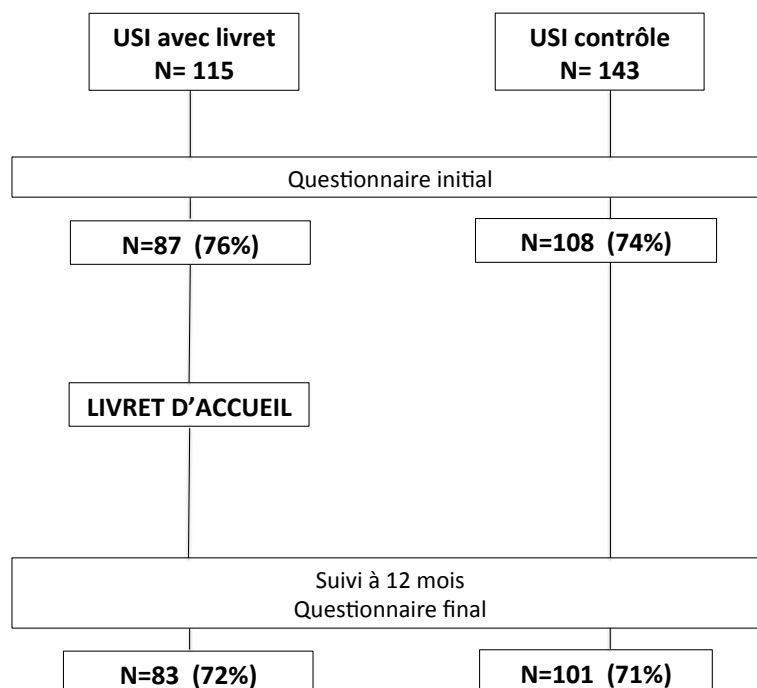 USI avec livret
N= 115
USI contrôle
N= 143
Questionnaire initial
N=87 (76%)
N=108 (74%)
LIVRET D’ACCUEIL
Suivi à 12 mois
Questionnaire final
N=83 (72%)
N=101 (71%)